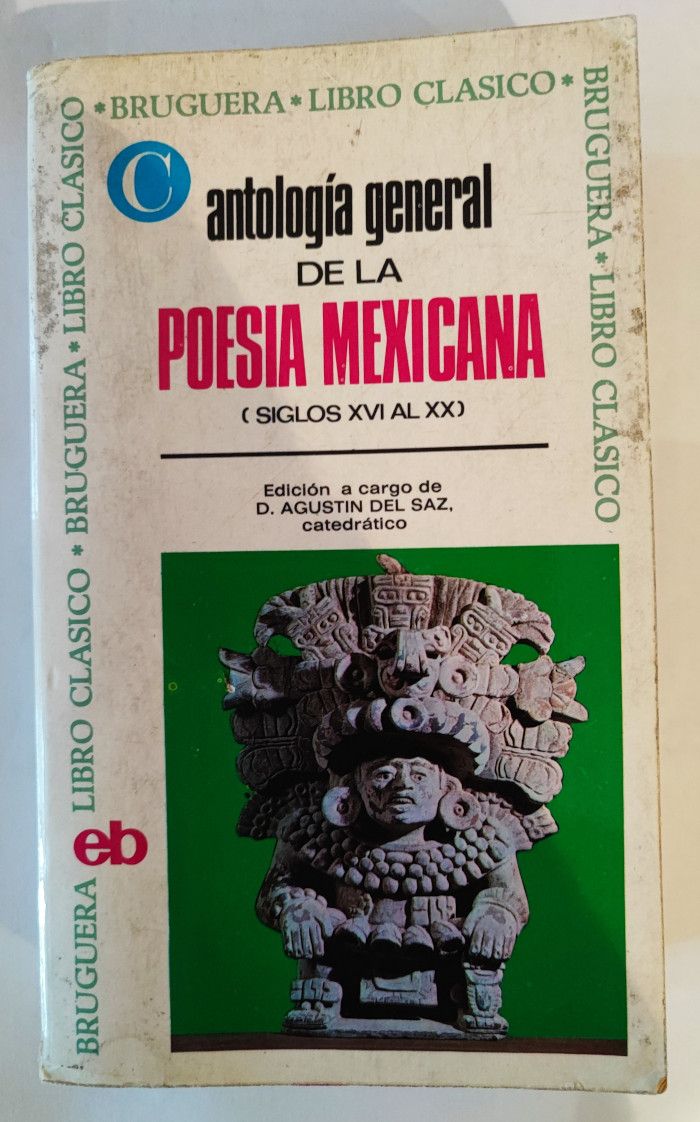 * BRUGUERA * LIBRO CLASICO *
BRUGUERA * LIBRO CLASICO
BRUGUERA LIBRO CLASICO * BRUGUERA * LIBRO CLASICO
C
antología general
DE LA
POESIA MEXICANA
( SIGLOS XVI AL XX)
Edición a cargo de
D. AGUSTIN DEL SAZ,
catedrático
eb